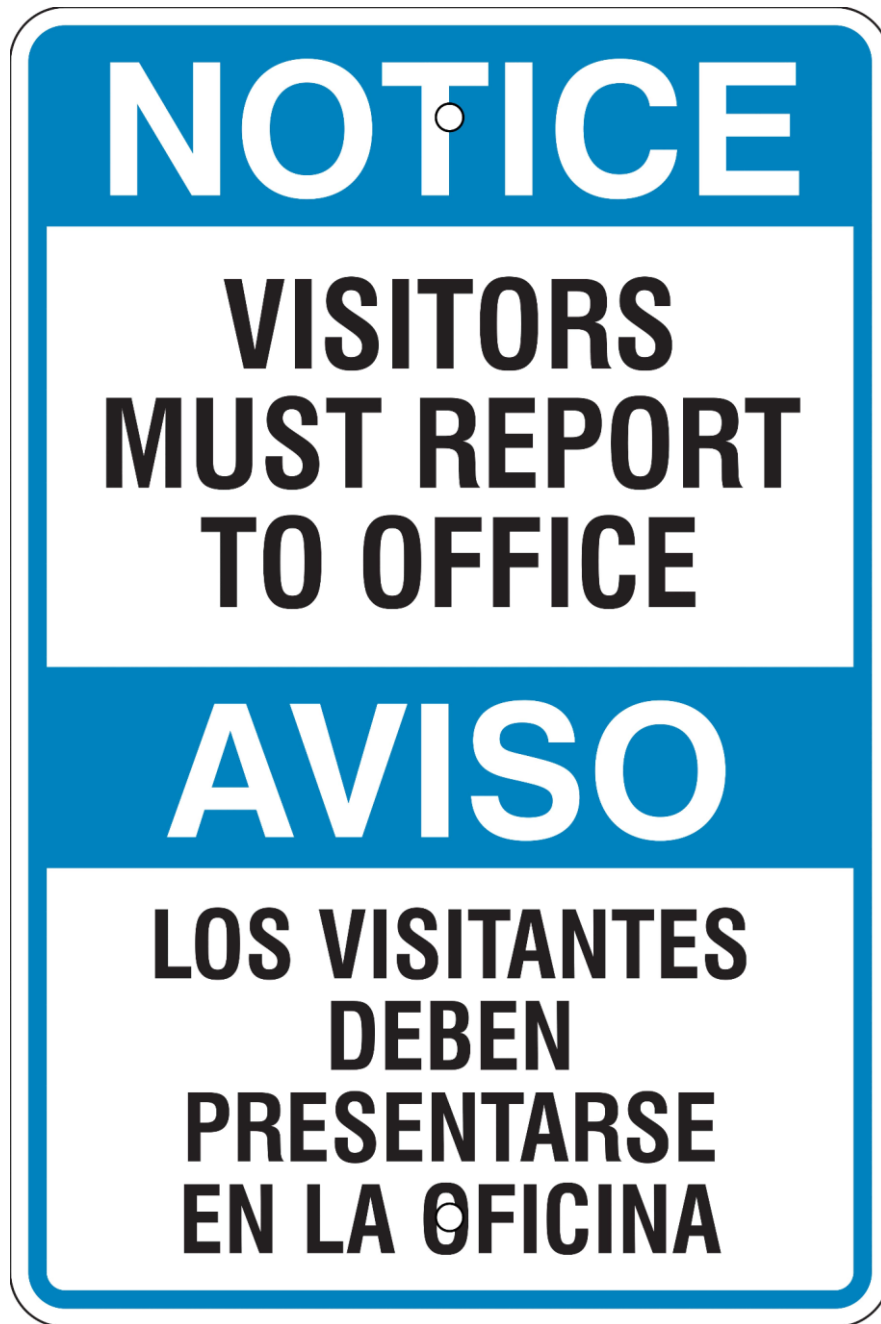 NOTICE
VISITORS
MUST REPORT
TO OFFICE
AVISO
LOS VISITANTES
DEBEN
PRESENTARSE
EN LA OFICINA